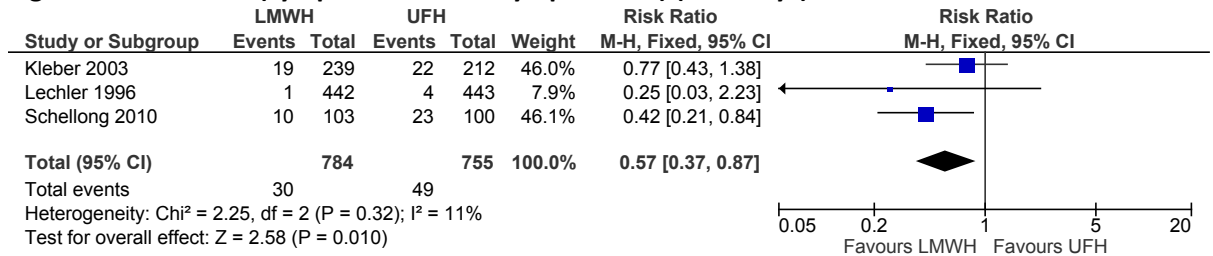 LMWH UFH Risk Ratio Risk Ratio
Study or Subgroup Events Total Events Total Weight M-H, Fixed, 95% CI M-H, Fixed, 95% CI
Kleber 2003 19 239 22 212 46.0% 0.77 [0.43, 1.38]
Lechler 1996 1 442 4 443 7.9% 0.25 [0.03, 2.23]
Schellong 2010 10 103 23 100 46.1% 0.42 [0.21, 0.84]
Total (95% CI) 784 755 100.0% 0.57 [0.37, 0.87]
Total events 30 49
Heterogeneity: Chi² = 2.25, df = 2 (P = 0.32); I² = 11%
Test for overall effect: Z = 2.58 (P = 0.010)
0.05 0.2 1 5 20
Favours LMWH Favours UFH